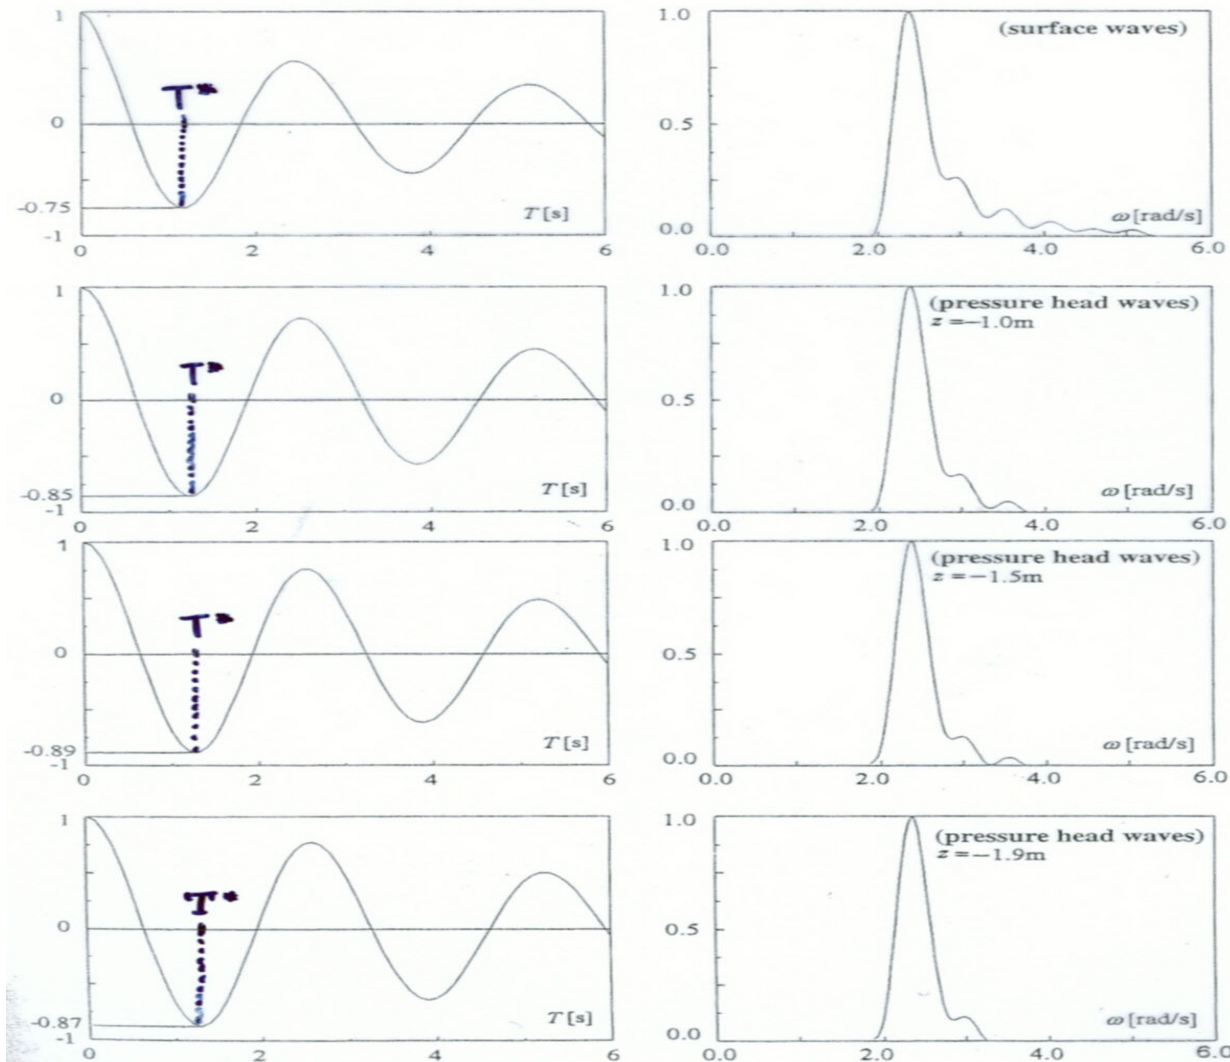 1
0
-0.75
-1
T*
T [s]
0 2 4 6
1.0
0.5
0.0
(surface waves)
ω [rad/s]
0.0 2.0 4.0 6.0
1
0
-0.85
-1
T*
T [s]
0 2 4 6
1.0
0.5
0.0
(pressure head waves)
z =-1.0m
ω [rad/s]
0.0 2.0 4.0 6.0
1
0
-0.89
-1
T*
T [s]
0 2 4 6
1.0
0.5
0.0
(pressure head waves)
z =-1.5m
ω [rad/s]
0.0 2.0 4.0 6.0
1
0
-0.87
-1
T*
T [s]
0 2 4 6
1.0
0.5
0.0
(pressure head waves)
z =-1.9m
ω [rad/s]
0.0 2.0 4.0 6.0